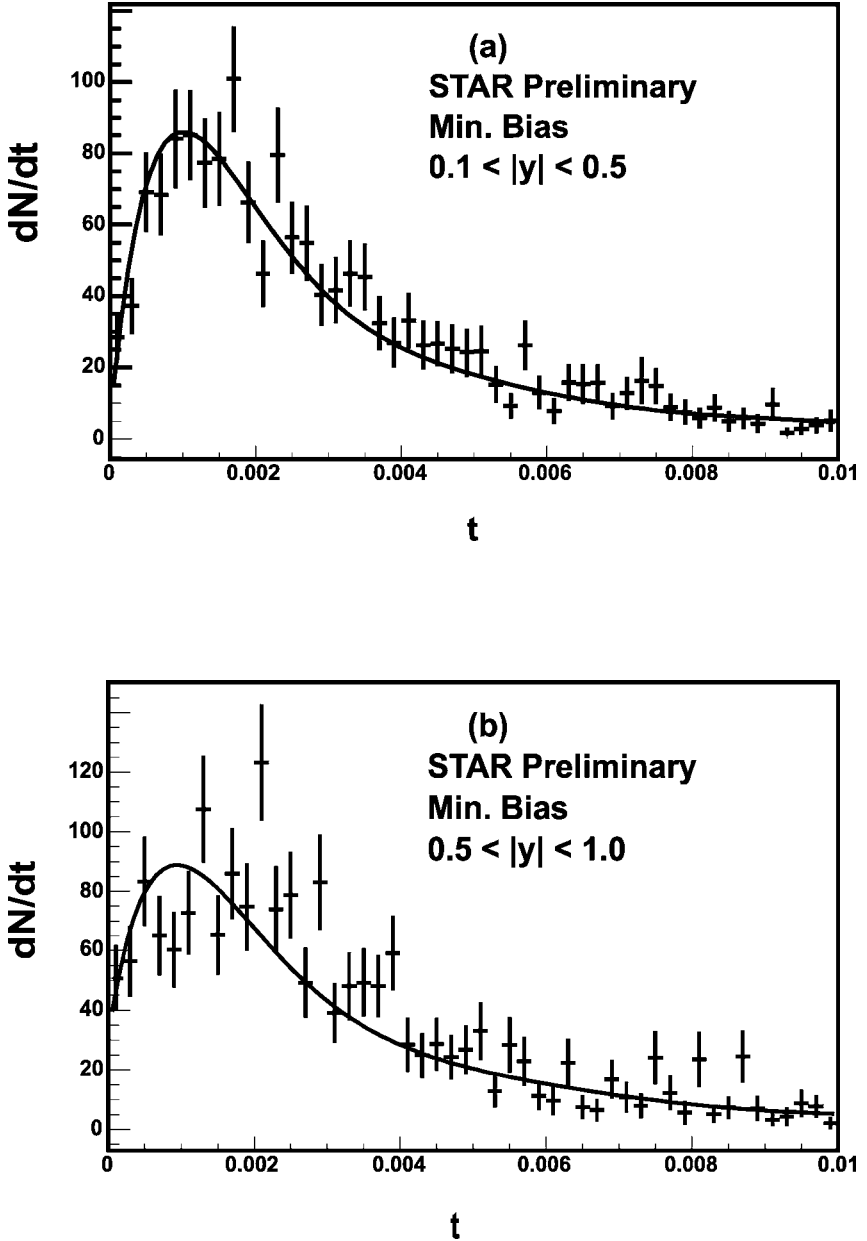 (a)
STAR Preliminary
Min. Bias
0.1 < |y| < 0.5
dN/dt
100
80
60
40
20
0
0 0.002 0.004 0.006 0.008 0.01
t
(b)
STAR Preliminary
Min. Bias
0.5 < |y| < 1.0
dN/dt
120
100
80
60
40
20
0
0 0.002 0.004 0.006 0.008 0.01
t